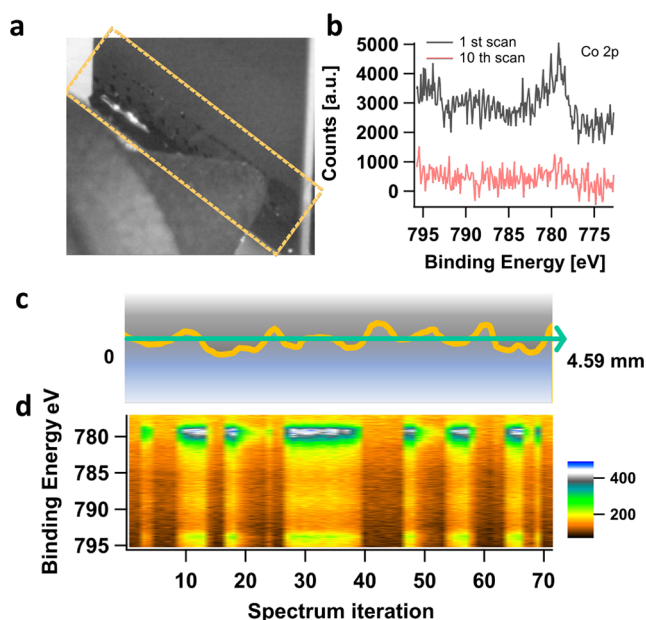 a
b
1 st scan
10 th scan
Co 2p
5000
4000
3000
2000
1000
0
Counts [a.u.]
795 790 785 780 775
Binding Energy [eV]
c
0
4.59 mm
d
Binding Energy eV
780
785
790
795
400
200
10 20 30 40 50 60 70
Spectrum iteration